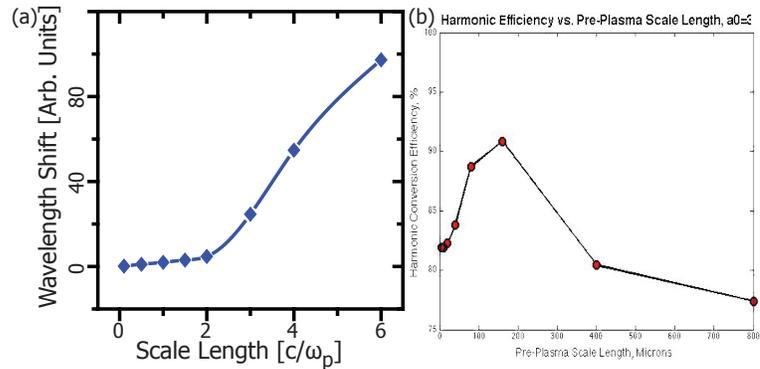 (a)
Wavelength Shift [Arb. Units]
80
40
0
0 2 4 6
Scale Length [c/ωp]
(b)
Harmonic Efficiency vs. Pre-Plasma Scale Length, a0=3
Harmonic Conversion Efficiency, %
100
95
90
85
80
75
0 100 200 300 400 500 600 700 800
Pre-Plasma Scale Length, Microns